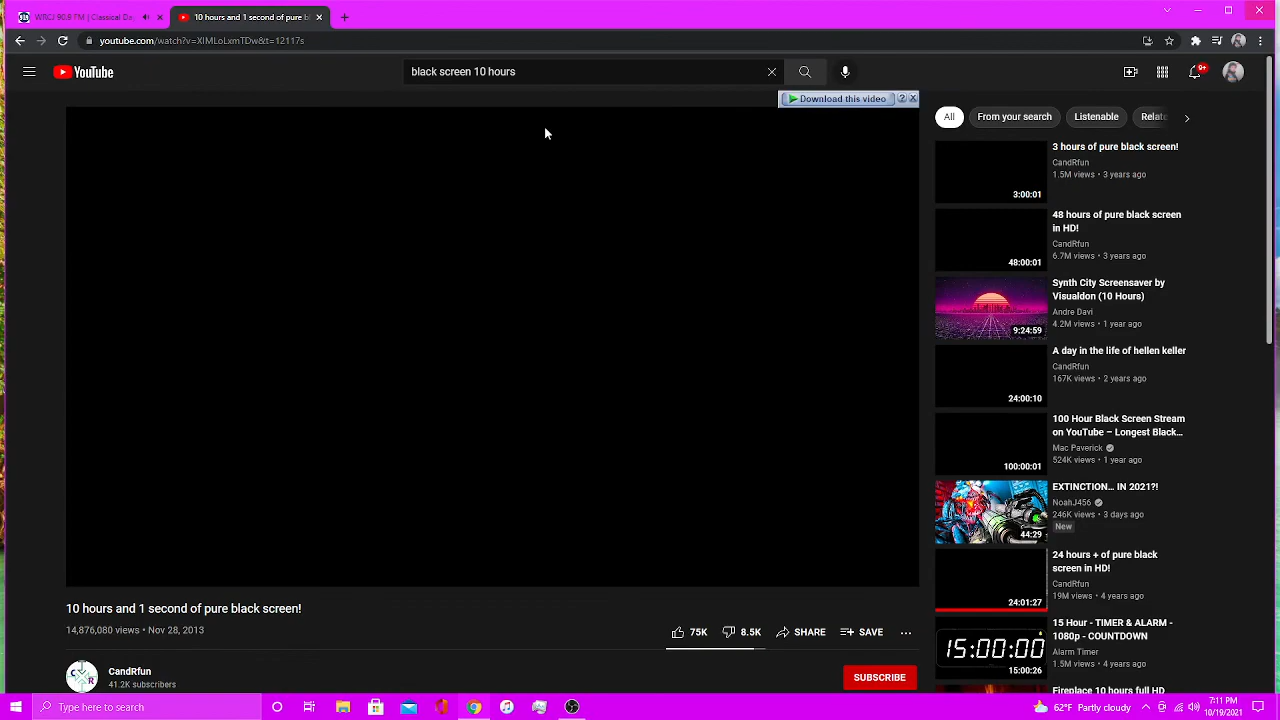 WRCJ 90.9 FM | Classical Da
10 hours and 1 second of pure bl
youtube.com/watch?v=XIMLoLxmTDw&t=12117s
YouTube
black screen 10 hours
9+
Download this video
?
All
From your search
Listenable
Relate
3 hours of pure black screen!
CandRfun
1.5M views • 3 years ago
3:00:01
48 hours of pure black screen
in HD!
CandRfun
6.7M views • 3 years ago
48:00:01
Synth City Screensaver by
Visualdon (10 Hours)
Andre Davi
4.2M views • 1 year ago
9:24:59
A day in the life of hellen keller
CandRfun
167K views • 2 years ago
24:00:10
100 Hour Black Screen Stream
on YouTube – Longest Black...
Mac Paverick
524K views • 1 year ago
100:00:01
EXTINCTION... IN 2021?!
NoahJ456
246K views • 3 days ago
New
44:29
24 hours + of pure black
screen in HD!
CandRfun
19M views • 4 years ago
24:01:27
15 Hour - TIMER & ALARM -
1080p - COUNTDOWN
Alarm Timer
1.5M views • 4 years ago
15:00:00
15:00:26
Fireplace 10 hours full HD
10 hours and 1 second of pure black screen!
14,876,080 views • Nov 28, 2013
75K
8.5K
SHARE
SAVE
CandRfun
41.2K subscribers
SUBSCRIBE
Type here to search
62°F Partly cloudy
7:11 PM
10/19/2021